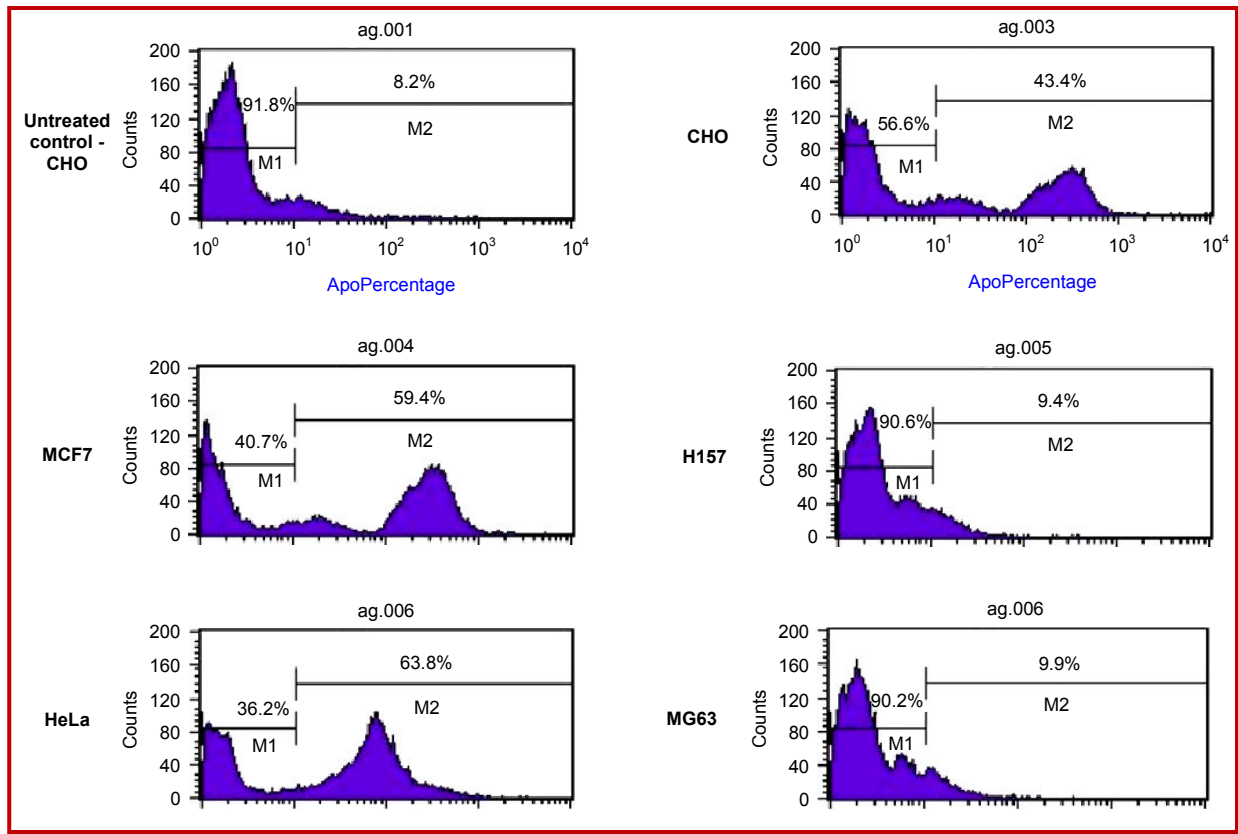 ag.001
200
160
120
80
40
0
Counts
Untreated
control -
CHO
91.8%
M1
8.2%
M2
10⁰ 10¹ 10² 10³ 10⁴
ApoPercentage
ag.003
200
160
120
80
40
0
Counts
CHO
56.6%
M1
43.4%
M2
10⁰ 10¹ 10² 10³ 10⁴
ApoPercentage
ag.004
200
160
120
80
40
0
Counts
MCF7
40.7%
M1
59.4%
M2
ag.005
200
160
120
80
40
0
Counts
H157
90.6%
M1
9.4%
M2
ag.006
200
160
120
80
40
0
Counts
HeLa
36.2%
M1
63.8%
M2
ag.006
200
160
120
80
40
0
Counts
MG63
90.2%
M1
9.9%
M2